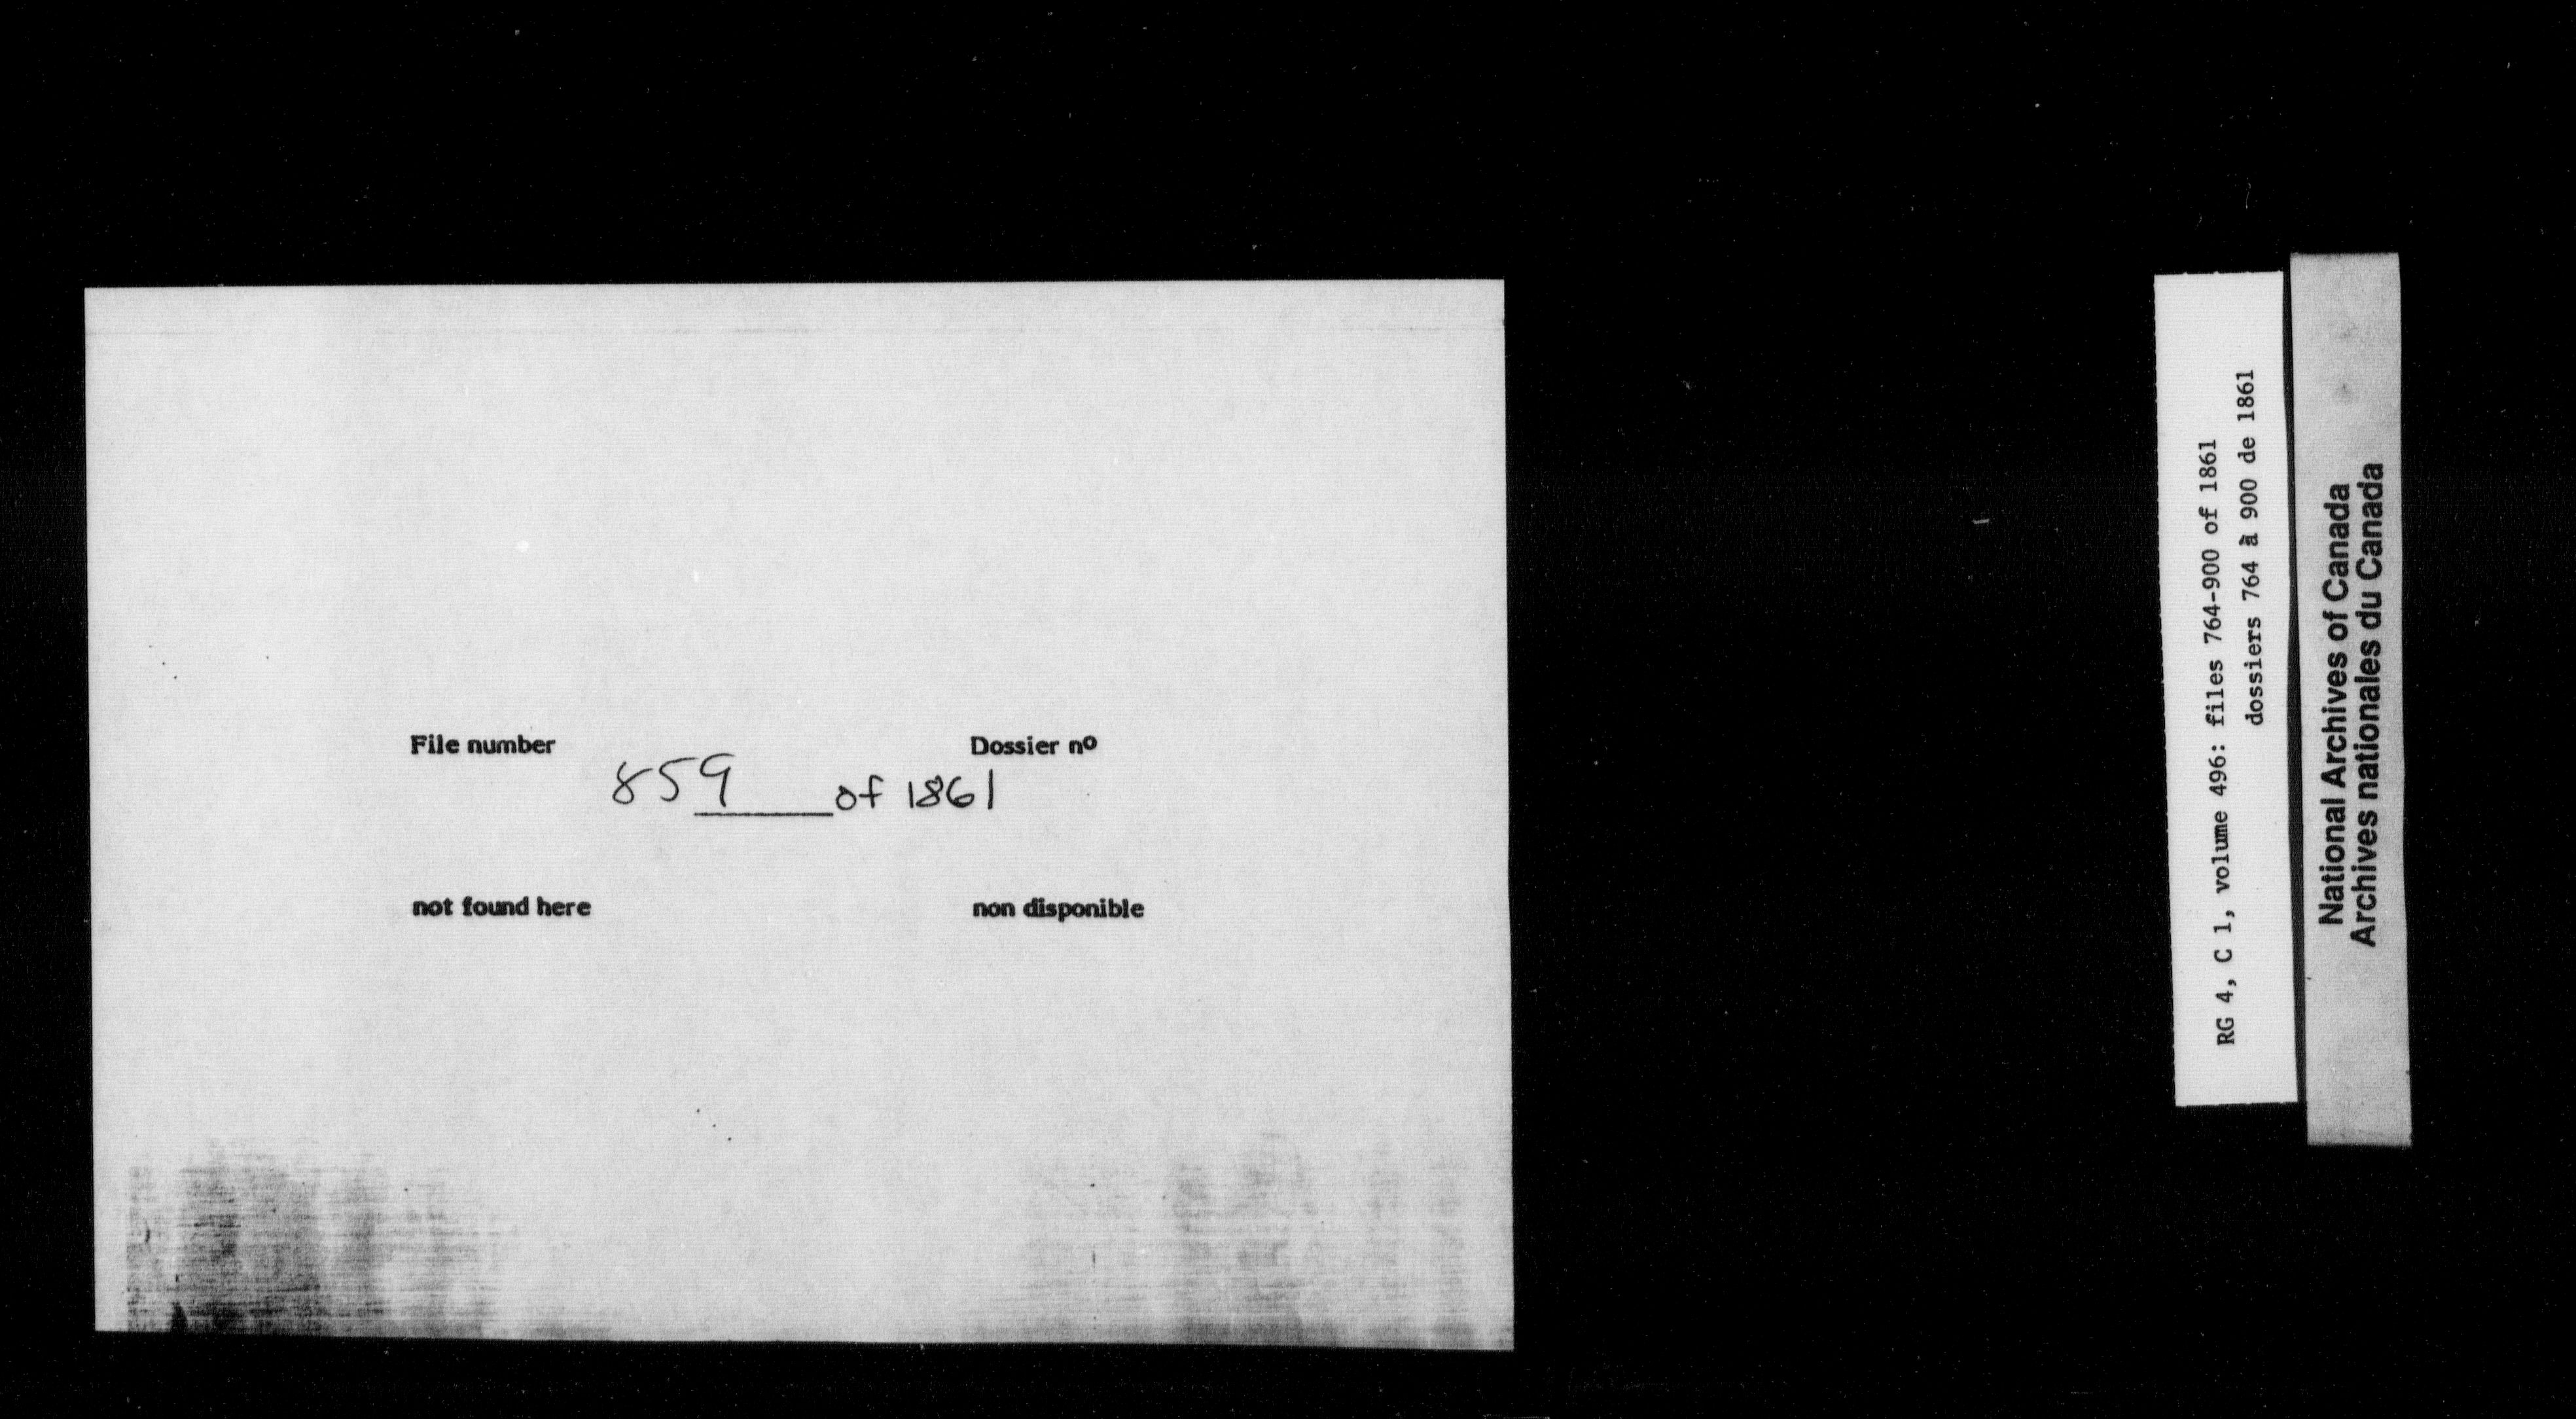 File number Dossier nº
859 of 1861
not found here non disponible
RG 4, C 1, volume 496: files 764-900 of 1861
dossiers 764 à 900 de 1861
National Archives of Canada
Archives nationales du Canada